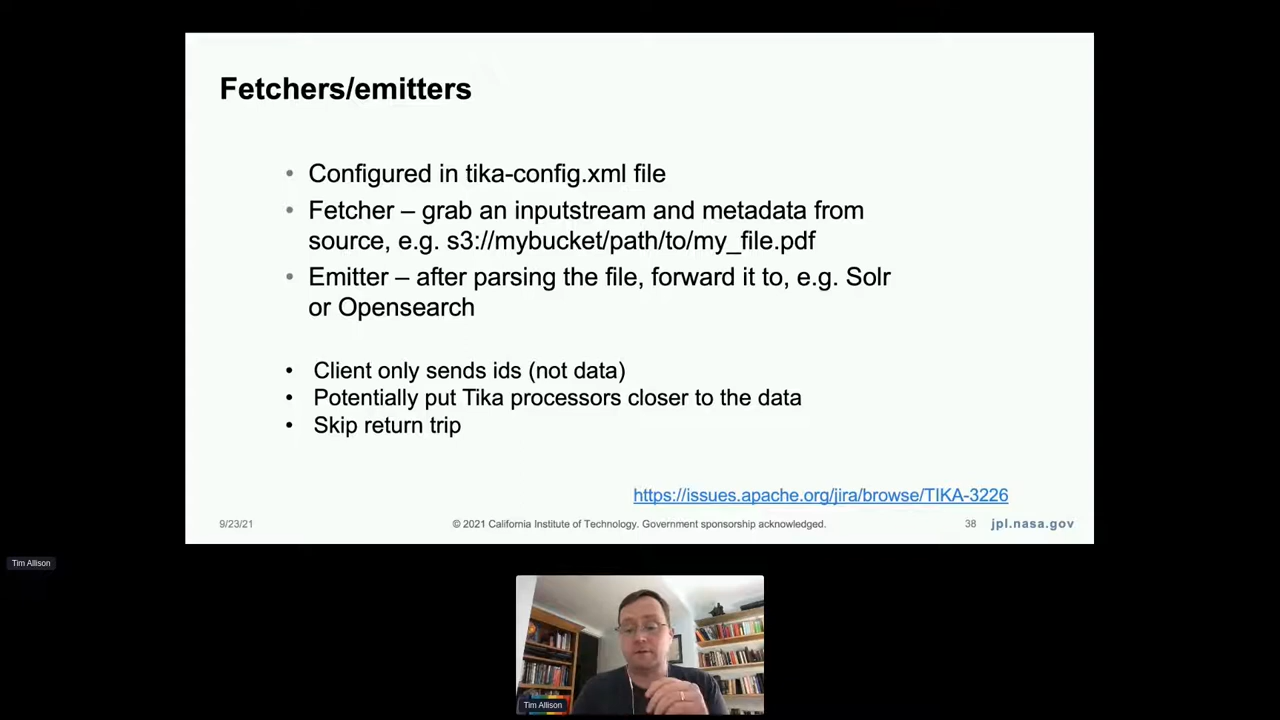 Fetchers/emitters
• Configured in tika-config.xml file
• Fetcher – grab an inputstream and metadata from
source, e.g. s3://mybucket/path/to/my_file.pdf
• Emitter – after parsing the file, forward it to, e.g. Solr
or Opensearch
• Client only sends ids (not data)
• Potentially put Tika processors closer to the data
• Skip return trip
https://issues.apache.org/jira/browse/TIKA-3226
9/23/21
© 2021 California Institute of Technology. Government sponsorship acknowledged.
38
jpl.nasa.gov
Tim Allison
Tim Allison